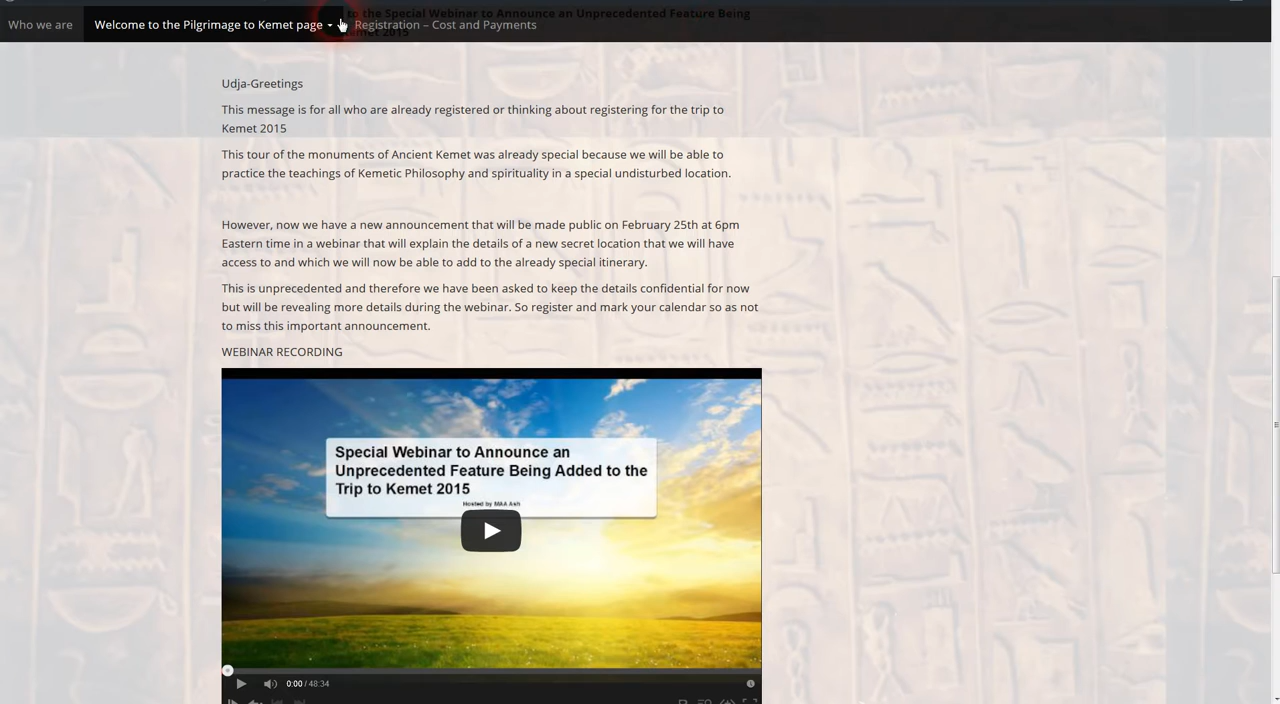 to the Special Webinar to Announce an Unprecedented Feature Being
Kemet 2015
Who we are
Welcome to the Pilgrimage to Kemet page
Registration – Cost and Payments
Udja-Greetings
This message is for all who are already registered or thinking about registering for the trip to
Kemet 2015
This tour of the monuments of Ancient Kemet was already special because we will be able to
practice the teachings of Kemetic Philosophy and spirituality in a special undisturbed location.
However, now we have a new announcement that will be made public on February 25th at 6pm
Eastern time in a webinar that will explain the details of a new secret location that we will have
access to and which we will now be able to add to the already special itinerary.
This is unprecedented and therefore we have been asked to keep the details confidential for now
but will be revealing more details during the webinar. So register and mark your calendar so as not
to miss this important announcement.
WEBINAR RECORDING
Special Webinar to Announce an
Unprecedented Feature Being Added to the
Trip to Kemet 2015
Hosted by MAA Ash
0:00 / 48:34